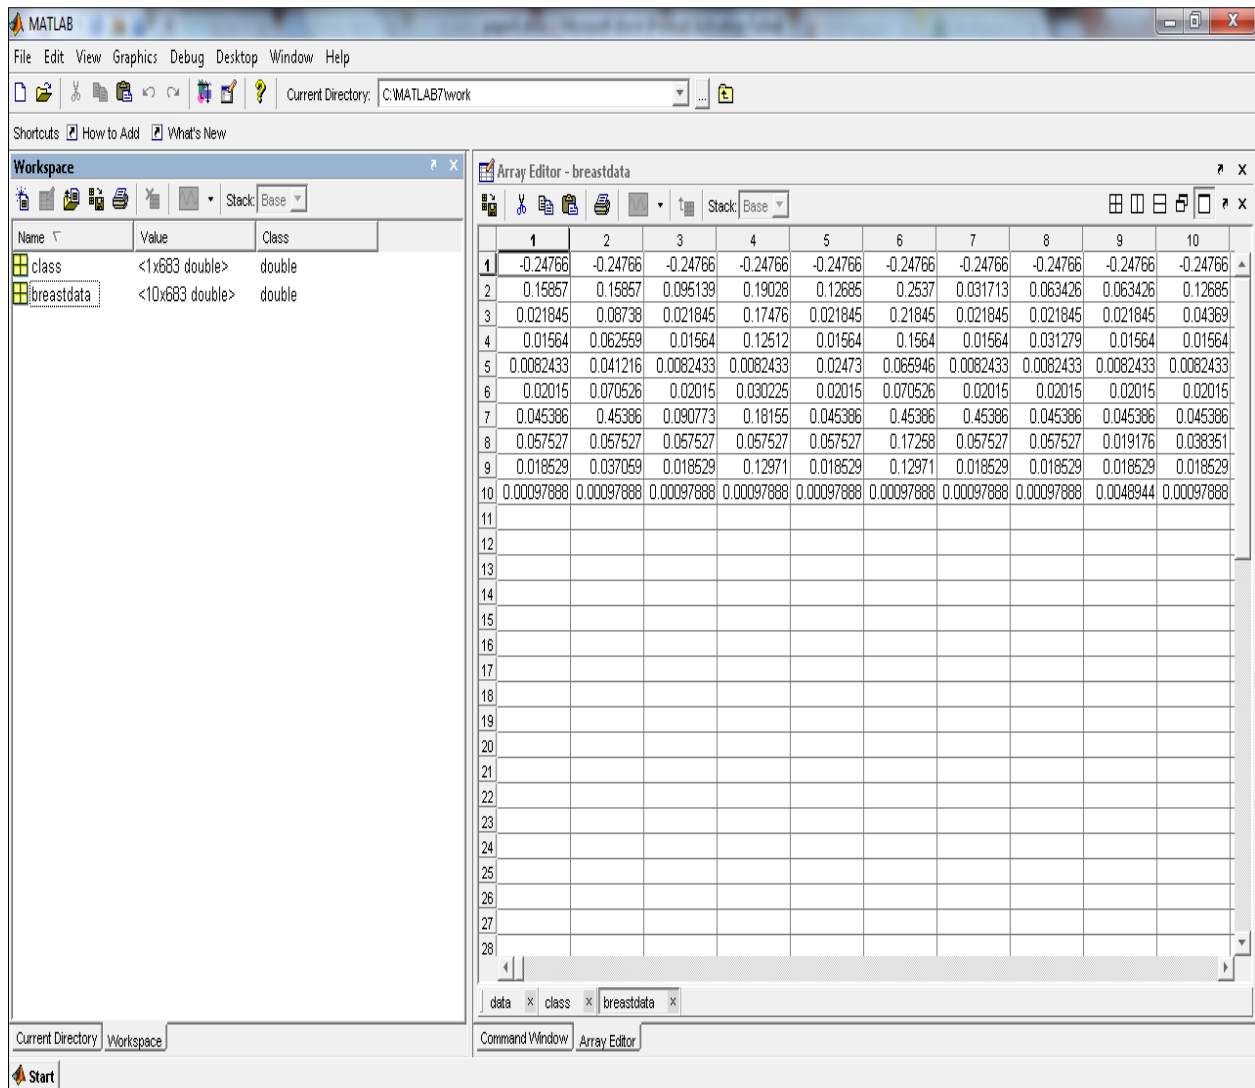 MATLAB
File Edit View Graphics Debug Desktop Window Help
Current Directory: C:\MATLAB7\work ...
Shortcuts How to Add What's New
Workspace
Stack: Base
Name Value Class
class <1x683 double> double
breastdata <10x683 double> double
Current Directory Workspace
Array Editor - breastdata
Stack: Base
1 2 3 4 5 6 7 8 9 10
1 -0.24766 -0.24766 -0.24766 -0.24766 -0.24766 -0.24766 -0.24766 -0.24766 -0.24766 -0.24766
2 0.15857 0.15857 0.095139 0.19028 0.12685 0.2537 0.031713 0.063426 0.063426 0.12685
3 0.021845 0.08738 0.021845 0.17476 0.021845 0.21845 0.021845 0.021845 0.021845 0.04369
4 0.01564 0.062559 0.01564 0.12512 0.01564 0.1564 0.01564 0.031279 0.01564 0.01564
5 0.0082433 0.041216 0.0082433 0.0082433 0.02473 0.065946 0.0082433 0.0082433 0.0082433 0.0082433
6 0.02015 0.070526 0.02015 0.030225 0.02015 0.070526 0.02015 0.02015 0.02015 0.02015
7 0.045386 0.45386 0.090773 0.18155 0.045386 0.45386 0.45386 0.045386 0.045386 0.045386
8 0.057527 0.057527 0.057527 0.057527 0.057527 0.17258 0.057527 0.057527 0.019176 0.038351
9 0.018529 0.037059 0.018529 0.12971 0.018529 0.12971 0.018529 0.018529 0.018529 0.018529
10 0.00097888 0.00097888 0.00097888 0.00097888 0.00097888 0.00097888 0.00097888 0.00097888 0.0048944 0.00097888
11
12
13
14
15
16
17
18
19
20
21
22
23
24
25
26
27
28
data class breastdata
Command Window Array Editor
Start